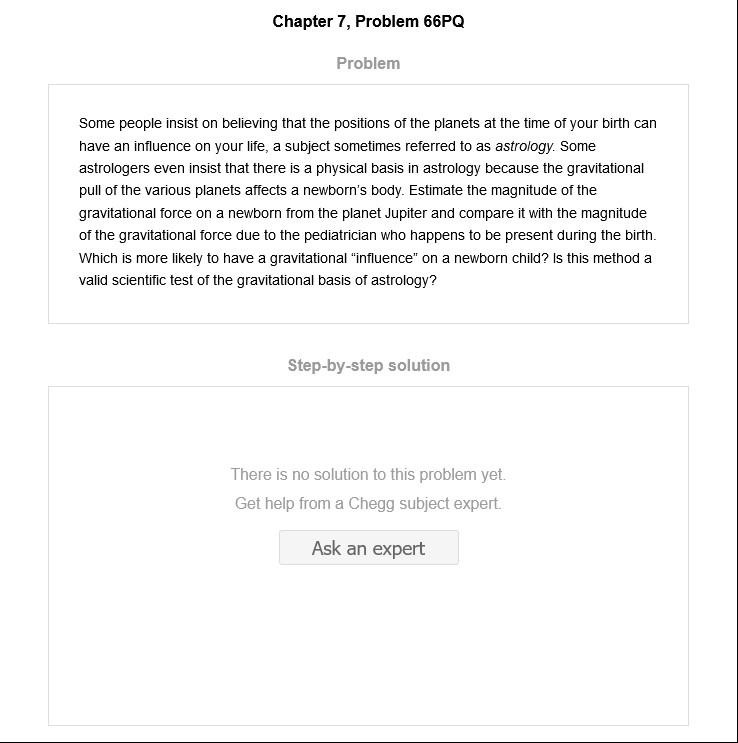 Chapter 7, Problem 66PQ
Problem
Some people insist on believing that the positions of the planets at the time of your birth can
have an influence on your life, a subject sometimes referred to as astrology. Some
astrologers even insist that there is a physical basis in astrology because the gravitational
pull of the various planets affects a newborn's body. Estimate the magnitude of the
gravitational force on a newborn from the planet Jupiter and compare it with the magnitude
of the gravitational force due to the pediatrician who happens to be present during the birth.
Which is more likely to have a gravitational “influence” on a newborn child? Is this method a
valid scientific test of the gravitational basis of astrology?
Step-by-step solution
There is no solution to this problem yet.
Get help from a Chegg subject expert.
Ask an expert